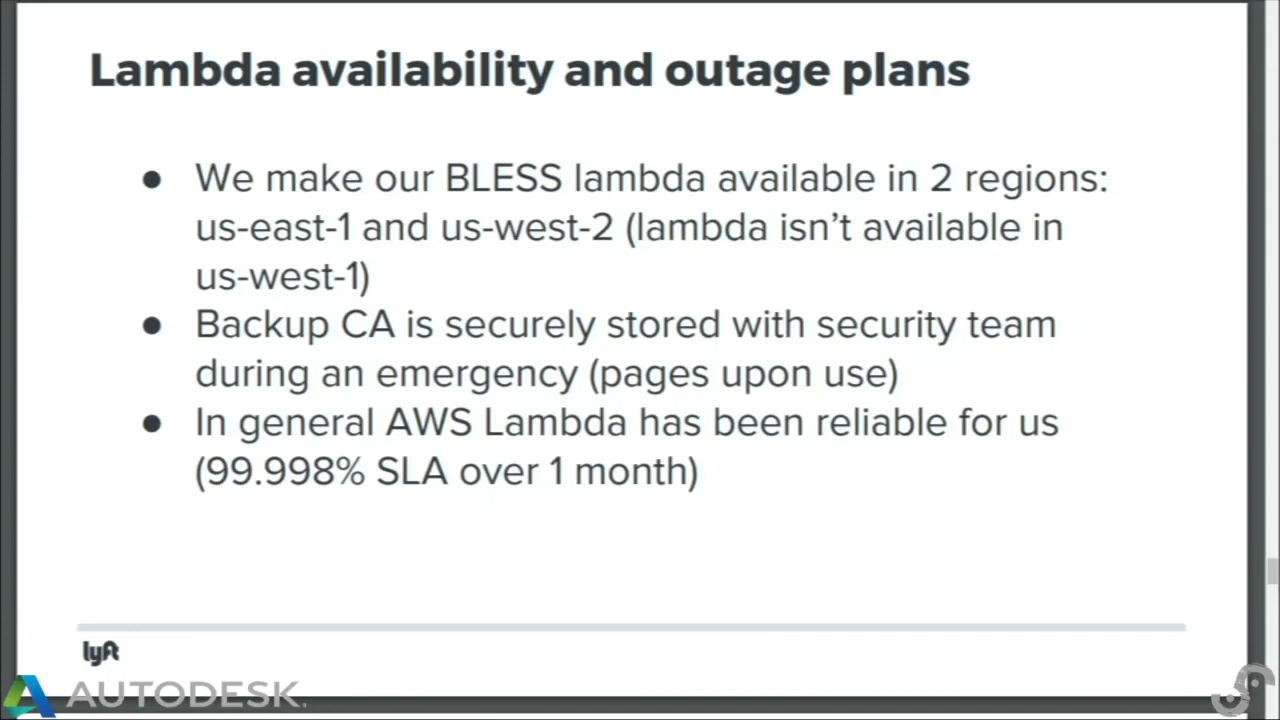 Lambda availability and outage plans
● We make our BLESS lambda available in 2 regions:
us-east-1 and us-west-2 (lambda isn’t available in
us-west-1)
● Backup CA is securely stored with security team
during an emergency (pages upon use)
● In general AWS Lambda has been reliable for us
(99.998% SLA over 1 month)
lyft
AUTODESK.